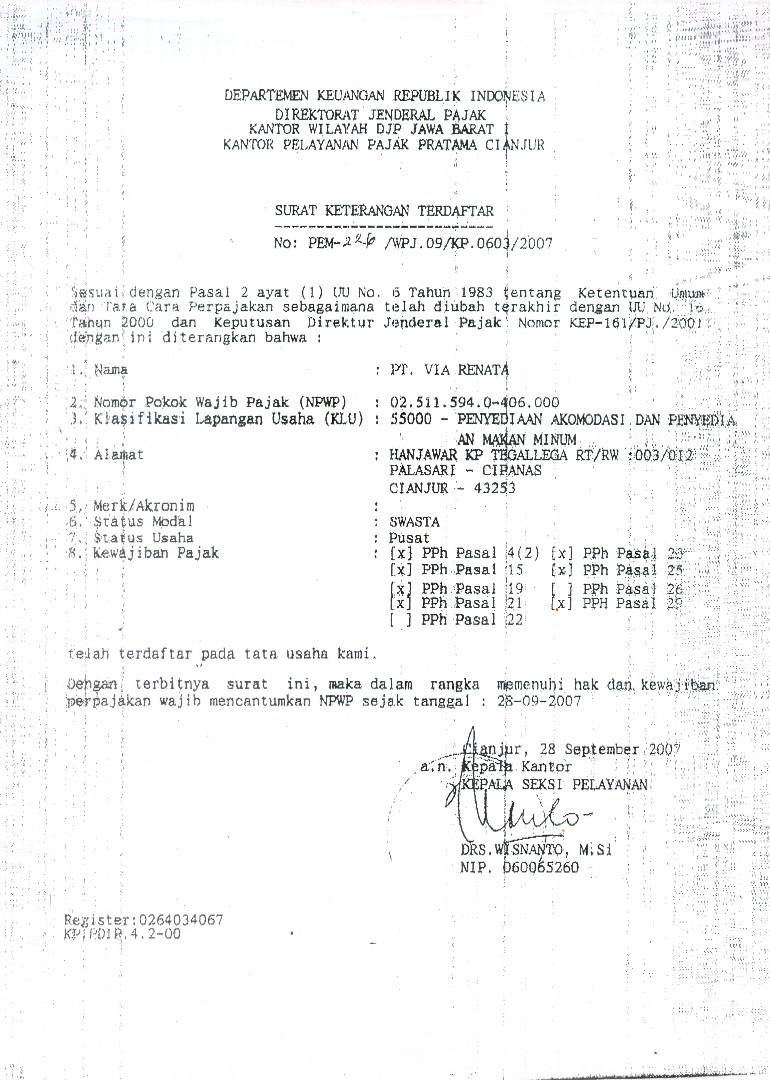 DEPARTEMEN KEUANGAN REPUBLIK INDONESIA
DIREKTORAT JENDERAL PAJAK
KANTOR WILAYAH DJP JAWA BARAT I
KANTOR PELAYANAN PAJAK PRATAMA CIANJUR
SURAT KETERANGAN TERDAFTAR
---------------------------
No: PEM-226 /WPJ.09/KP.0603/2007
Sesuai dengan Pasal 2 ayat (1) UU No. 6 Tahun 1983 tentang Ketentuan Umum
dan Tata Cara Perpajakan sebagaimana telah diubah terakhir dengan UU No. 16
Tahun 2000 dan Keputusan Direktur Jenderal Pajak Nomor KEP-161/PJ./2001
dengan ini diterangkan bahwa :
1. Nama : PT. VIA RENATA
2. Nomor Pokok Wajib Pajak (NPWP) : 02.511.594.0-406.000
3. Klasifikasi Lapangan Usaha (KLU) : 55000 - PENYEDIAAN AKOMODASI DAN PENYEDIA
AN MAKAN MINUM
4. Alamat : HANJAWAR KP TEGALLEGA RT/RW :003/012
PALASARI - CIPANAS
CIANJUR - 43253
5. Merk/Akronim :
6. Status Modal : SWASTA
7. Status Usaha : Pusat
8. Kewajiban Pajak : [x] PPh Pasal 4(2) [x] PPh Pasal 23
[x] PPh Pasal 15 [x] PPh Pasal 25
[x] PPh Pasal 19 [ ] PPh Pasal 26
[x] PPh Pasal 21 [x] PPH Pasal 29
[ ] PPh Pasal 22
telah terdaftar pada tata usaha kami.
Dengan terbitnya surat ini, maka dalam rangka memenuhi hak dan kewajiban
perpajakan wajib mencantumkan NPWP sejak tanggal : 28-09-2007
Cianjur, 28 September 2007
a.n. Kepala Kantor
KEPALA SEKSI PELAYANAN
DRS.WISNANTO, M.Si
NIP. 060065260
Register:0264034067
KP.PDIP.4.2-00